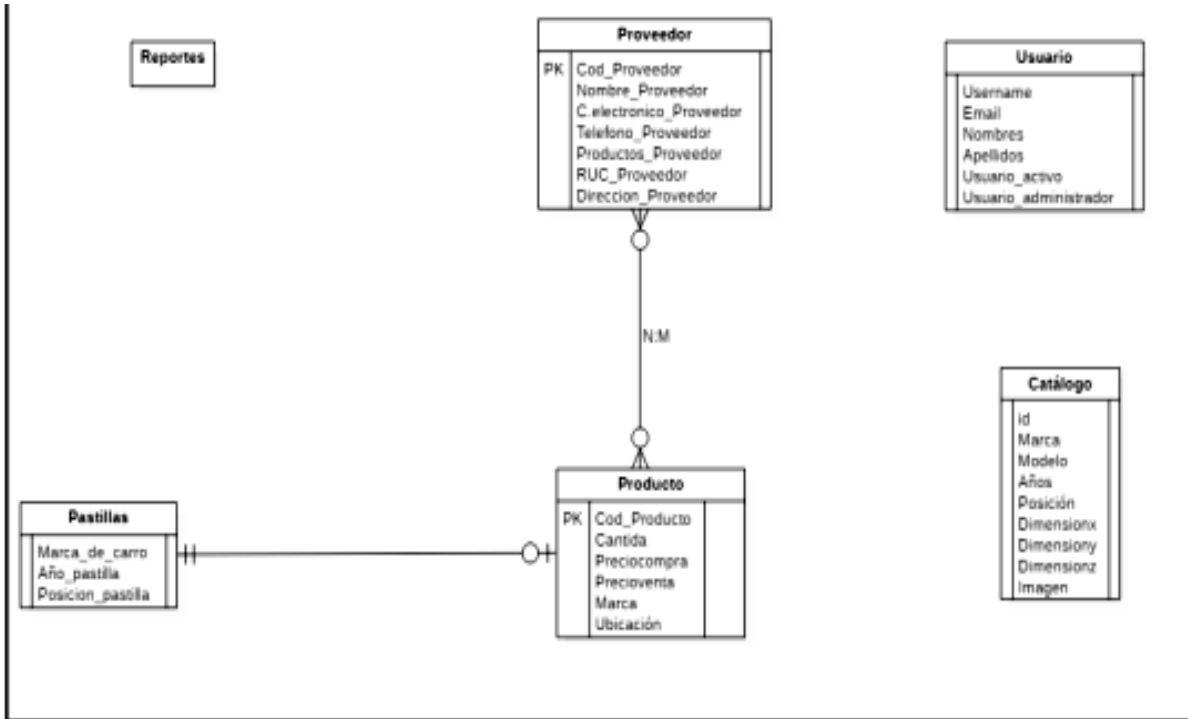 Reportes
Proveedor
PK
Cod_Proveedor
Nombre_Proveedor
C.electronico_Proveedor
Telefono_Proveedor
Productos_Proveedor
RUC_Proveedor
Direccion_Proveedor
Usuario
Username
Email
Nombres
Apellidos
Usuario_activo
Usuario_administrador
N:M
Catálogo
id
Marca
Modelo
Años
Posición
Dimensionx
Dimensiony
Dimensionz
Imagen
Pastillas
Marca_de_carro
Año_pastilla
Posicion_pastilla
Producto
PK
Cod_Producto
Cantida
Preciocompra
Precioventa
Marca
Ubicación